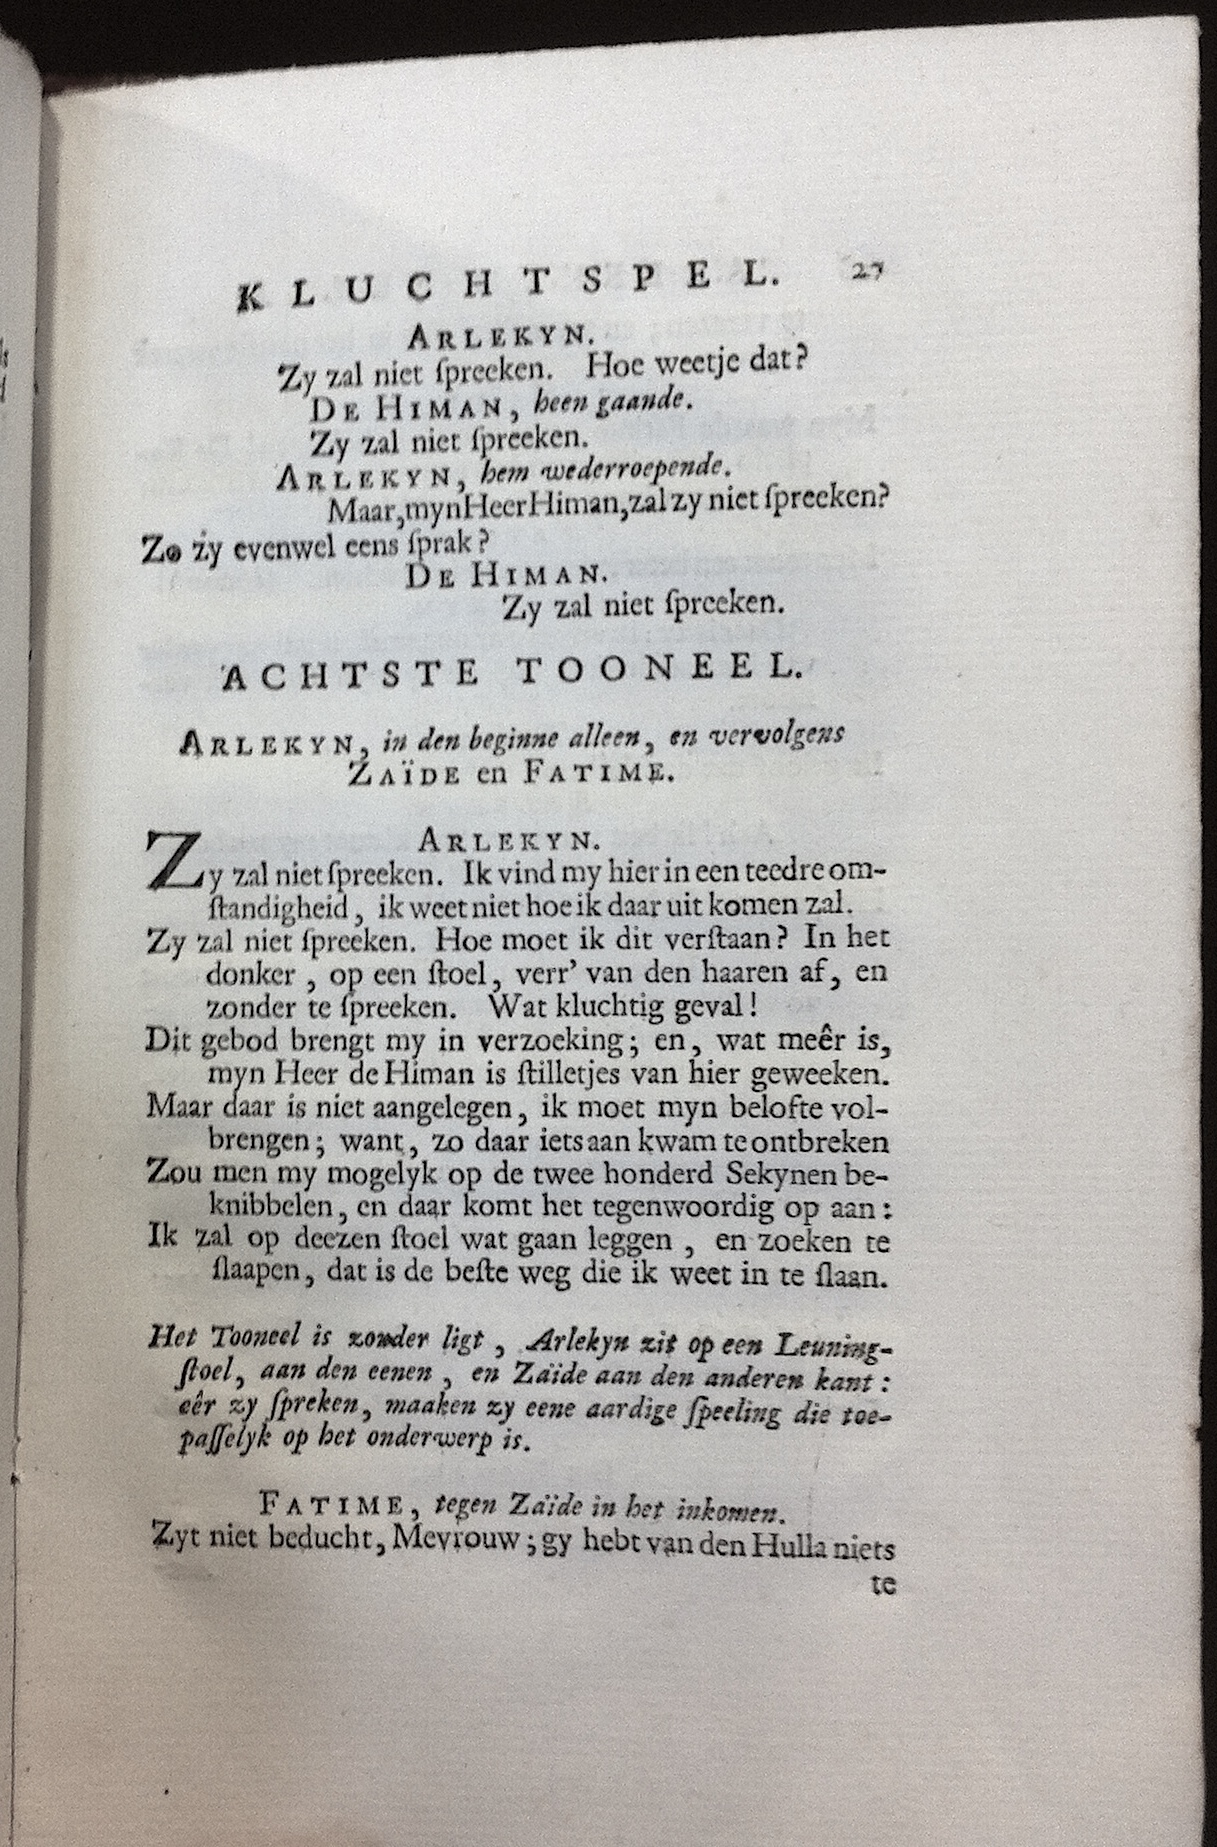 KLUCHTSPEL. 27
ARLEKYN.
Zy zal niet ſpreeken. Hoe weetje dat?
DE HIMAN, heen gaande.
Zy zal niet ſpreeken.
ARLEKYN, hem wederroepende.
Maar, myn Heer Himan, zal zy niet ſpreeken?
Zo zy evenwel eens ſprak?
DE HIMAN.
Zy zal niet ſpreeken.
ACHTSTE TOONEEL.
ARLEKYN, in den beginne alleen, en vervolgens
ZAÏDE en FATIME.
ARLEKYN.
Zy zal niet ſpreeken. Ik vind my hier in een teedre om-
ſtandigheid, ik weet niet hoe ik daar uit komen zal.
Zy zal niet ſpreeken. Hoe moet ik dit verſtaan? In het
donker, op een ſtoel, verr' van den haaren af, en
zonder te ſpreeken. Wat kluchtig geval!
Dit gebod brengt my in verzoeking; en, wat meêr is,
myn Heer de Himan is ſtilletjes van hier geweeken.
Maar daar is niet aangelegen, ik moet myn belofte vol-
brengen; want, zo daar iets aan kwam te ontbreken
Zou men my mogelyk op de twee honderd Sekynen be-
knibbelen, en daar komt het tegenwoordig op aan:
Ik zal op deezen ſtoel wat gaan leggen, en zoeken te
ſlaapen, dat is de beſte weg die ik weet in te ſlaan.
Het Tooneel is zonder ligt, Arlekyn zit op een Leuning-
ſtoel, aan den eenen, en Zaïde aan den anderen kant:
eêr zy ſpreken, maaken zy eene aardige ſpeeling die toe-
paſſelyk op het onderwerp is.
FATIME, tegen Zaïde in het inkomen.
Zyt niet beducht, Mevrouw; gy hebt van den Hulla niets
te